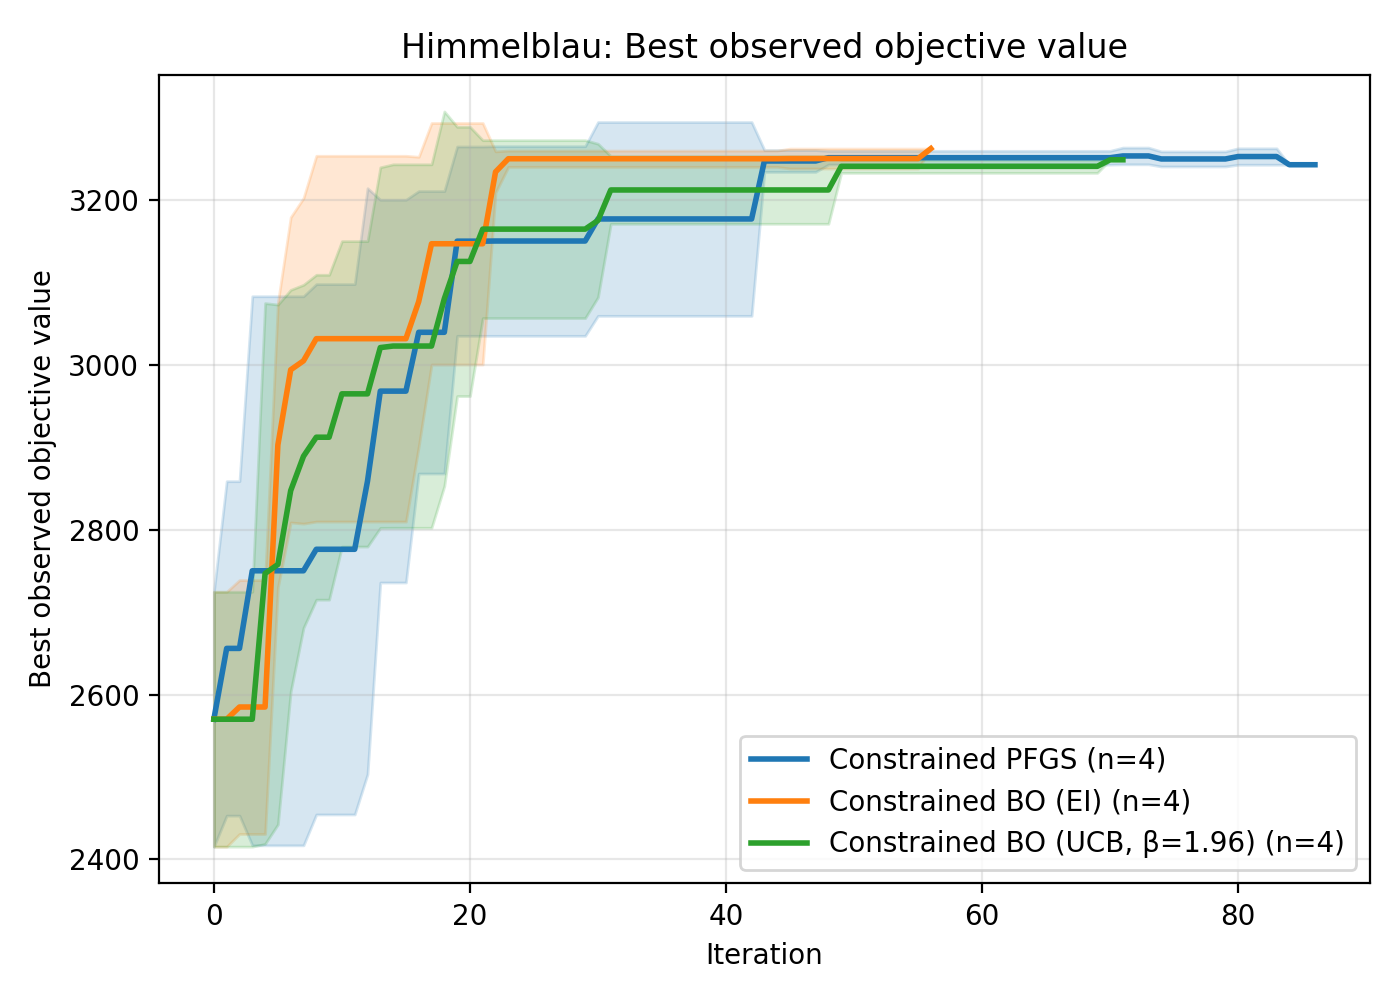 Himmelblau: Best observed objective value
Best observed objective value
3200
3000
2800
2600
2400
0 20 40 60 80
Iteration
Constrained PFGS (n=4)
Constrained BO (EI) (n=4)
Constrained BO (UCB, β=1.96) (n=4)